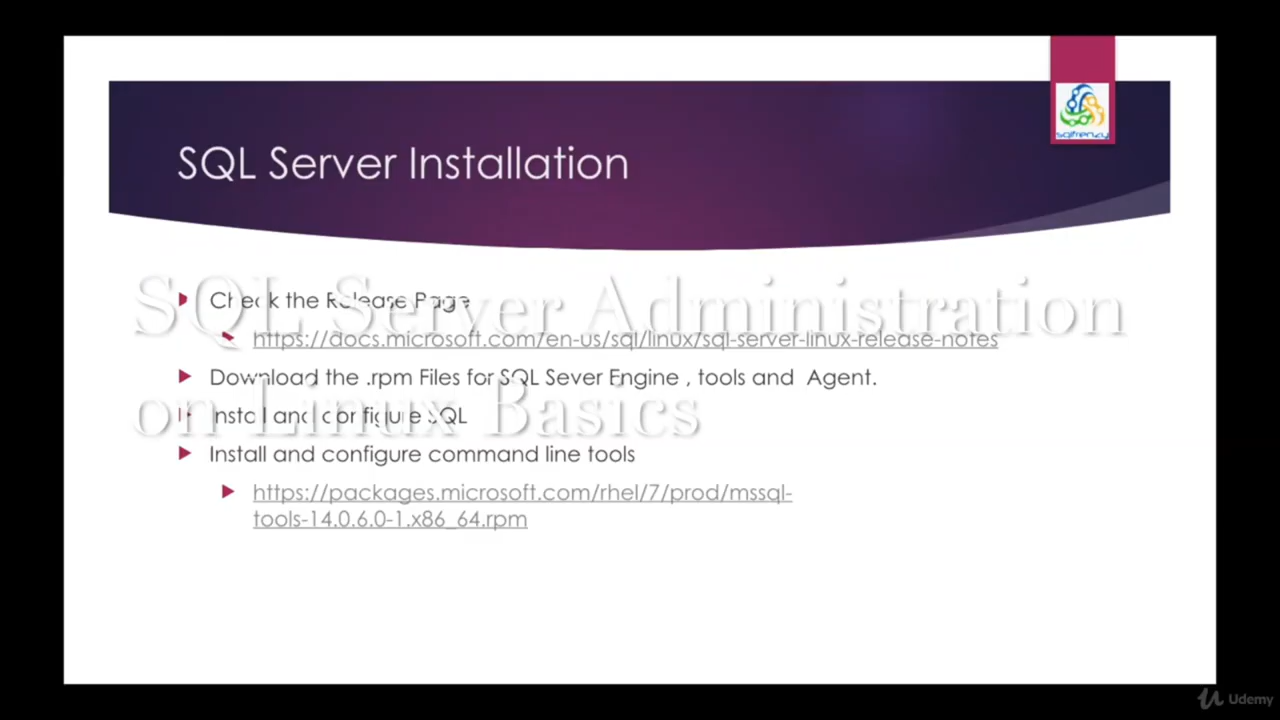 sqlfrenzy
SQL Server Installation
SQL Server Administration
on Linux Basics
Check the Release Page
https://docs.microsoft.com/en-us/sql/linux/sql-server-linux-release-notes
Download the .rpm Files for SQL Sever Engine , tools and  Agent.
Install and configure SQL
Install and configure command line tools
https://packages.microsoft.com/rhel/7/prod/mssql-
tools-14.0.6.0-1.x86_64.rpm
Udemy